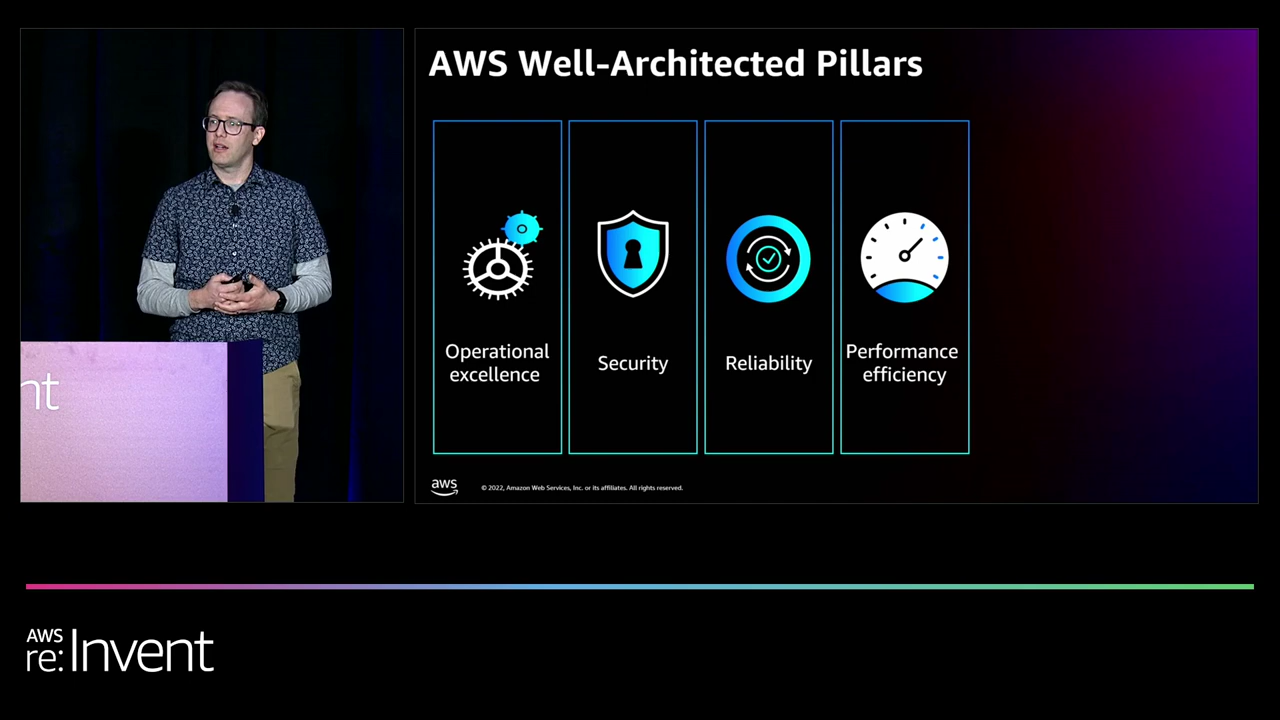 AWS Well-Architected Pillars
Operational
excellence
Security
Reliability
Performance
efficiency
nt
aws
© 2022, Amazon Web Services, Inc. or its affiliates. All rights reserved.
AWS
re:Invent